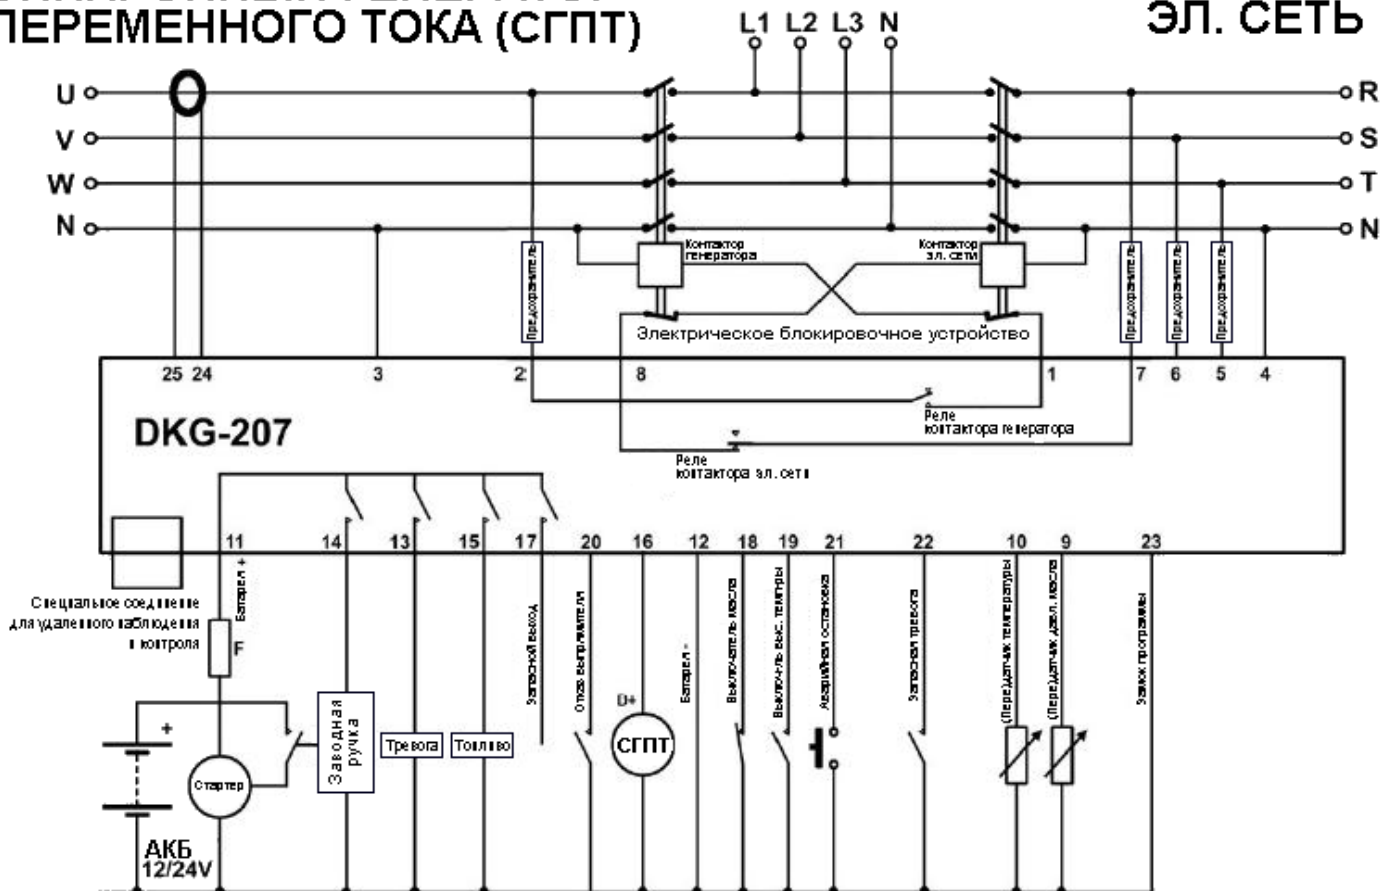 ПЕРЕМЕННОГО ТОКА (СГПТ)
ЭЛ. СЕТЬ
L1 L2 L3 N
U
V
W
N
R
S
T
N
Контактор
генератора
Контактор
эл. сети
Предохранитель
Предохранитель
Предохранитель
Предохранитель
Электрическое блокировочное устройство
25 24 3 2 8 1 7 6 5 4
DKG-207
Реле
контактора генератора
Реле
контактора эл. сети
11 14 13 15 17 20 16 12 18 19 21 22 10 9 23
Специальное соединение
для удаленного наблюдения
и контроля
Батарея +
F
Запасной выход
Отказ выпрямителя
D+
Батарея -
Выключатель масла
Выключ-ль выс. темп-ры
Аварийная остановка
Запасная тревога
(Пере)датчик температуры
(Пере)датчик давл. масла
Замок программы
+
Стартер
Заводная
ручка
Тревога
Топливо
СГПТ
АКБ
12/24V